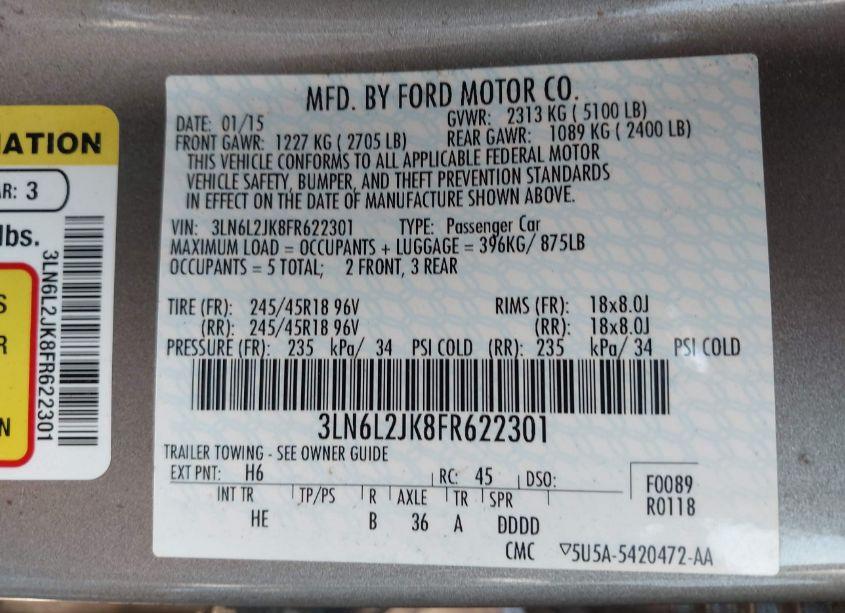 MATION
AR: 3
lbs.
S
R
N
3LN6L2JK8FR622301
MFD. BY FORD MOTOR CO.
DATE: 01/15 GVWR: 2313 KG ( 5100 LB)
FRONT GAWR: 1227 KG ( 2705 LB) REAR GAWR: 1089 KG ( 2400 LB)
THIS VEHICLE CONFORMS TO ALL APPLICABLE FEDERAL MOTOR
VEHICLE SAFETY, BUMPER, AND THEFT PREVENTION STANDARDS
IN EFFECT ON THE DATE OF MANUFACTURE SHOWN ABOVE.
VIN: 3LN6L2JK8FR622301 TYPE: Passenger Car
MAXIMUM LOAD = OCCUPANTS + LUGGAGE = 396KG/ 875LB
OCCUPANTS = 5 TOTAL; 2 FRONT, 3 REAR
TIRE (FR): 245/45R18 96V RIMS (FR): 18x8.0J
(RR): 245/45R18 96V (RR): 18x8.0J
PRESSURE (FR): 235 kPa/ 34 PSI COLD (RR): 235 kPa/ 34 PSI COLD
3LN6L2JK8FR622301
TRAILER TOWING - SEE OWNER GUIDE
EXT PNT: H6 RC: 45 DSO:
INT TR TP/PS R AXLE TR SPR
HE B 36 A DDDD
F0089
R0118
CMC ▽5U5A-5420472-AA